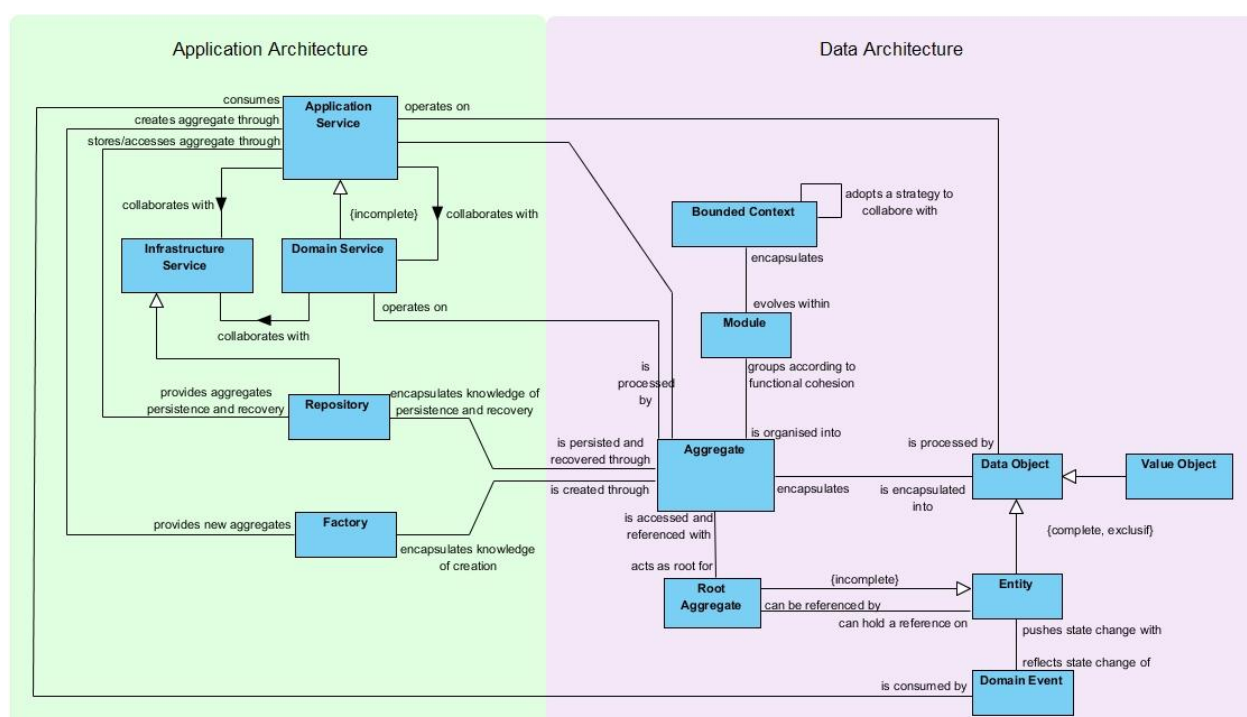 Application Architecture
Data Architecture
consumes
creates aggregate through
stores/accesses aggregate through
Application
Service
operates on
collaborates with
{incomplete}
collaborates with
Infrastructure
Service
Domain Service
collaborates with
operates on
Bounded Context
adopts a strategy to
collabore with
encapsulates
evolves within
Module
groups according to
functional cohesion
is
processed
by
provides aggregates
persistence and recovery
Repository
encapsulates knowledge of
persistence and recovery
is organised into
is persisted and
recovered through
is created through
Aggregate
encapsulates
is processed by
Data Object
Value Object
is encapsulated
into
{complete, exclusif}
provides new aggregates
Factory
encapsulates knowledge
of creation
is accessed and
referenced with
acts as root for
Root
Aggregate
{incomplete}
can be referenced by
can hold a reference on
Entity
pushes state change with
reflects state change of
is consumed by
Domain Event